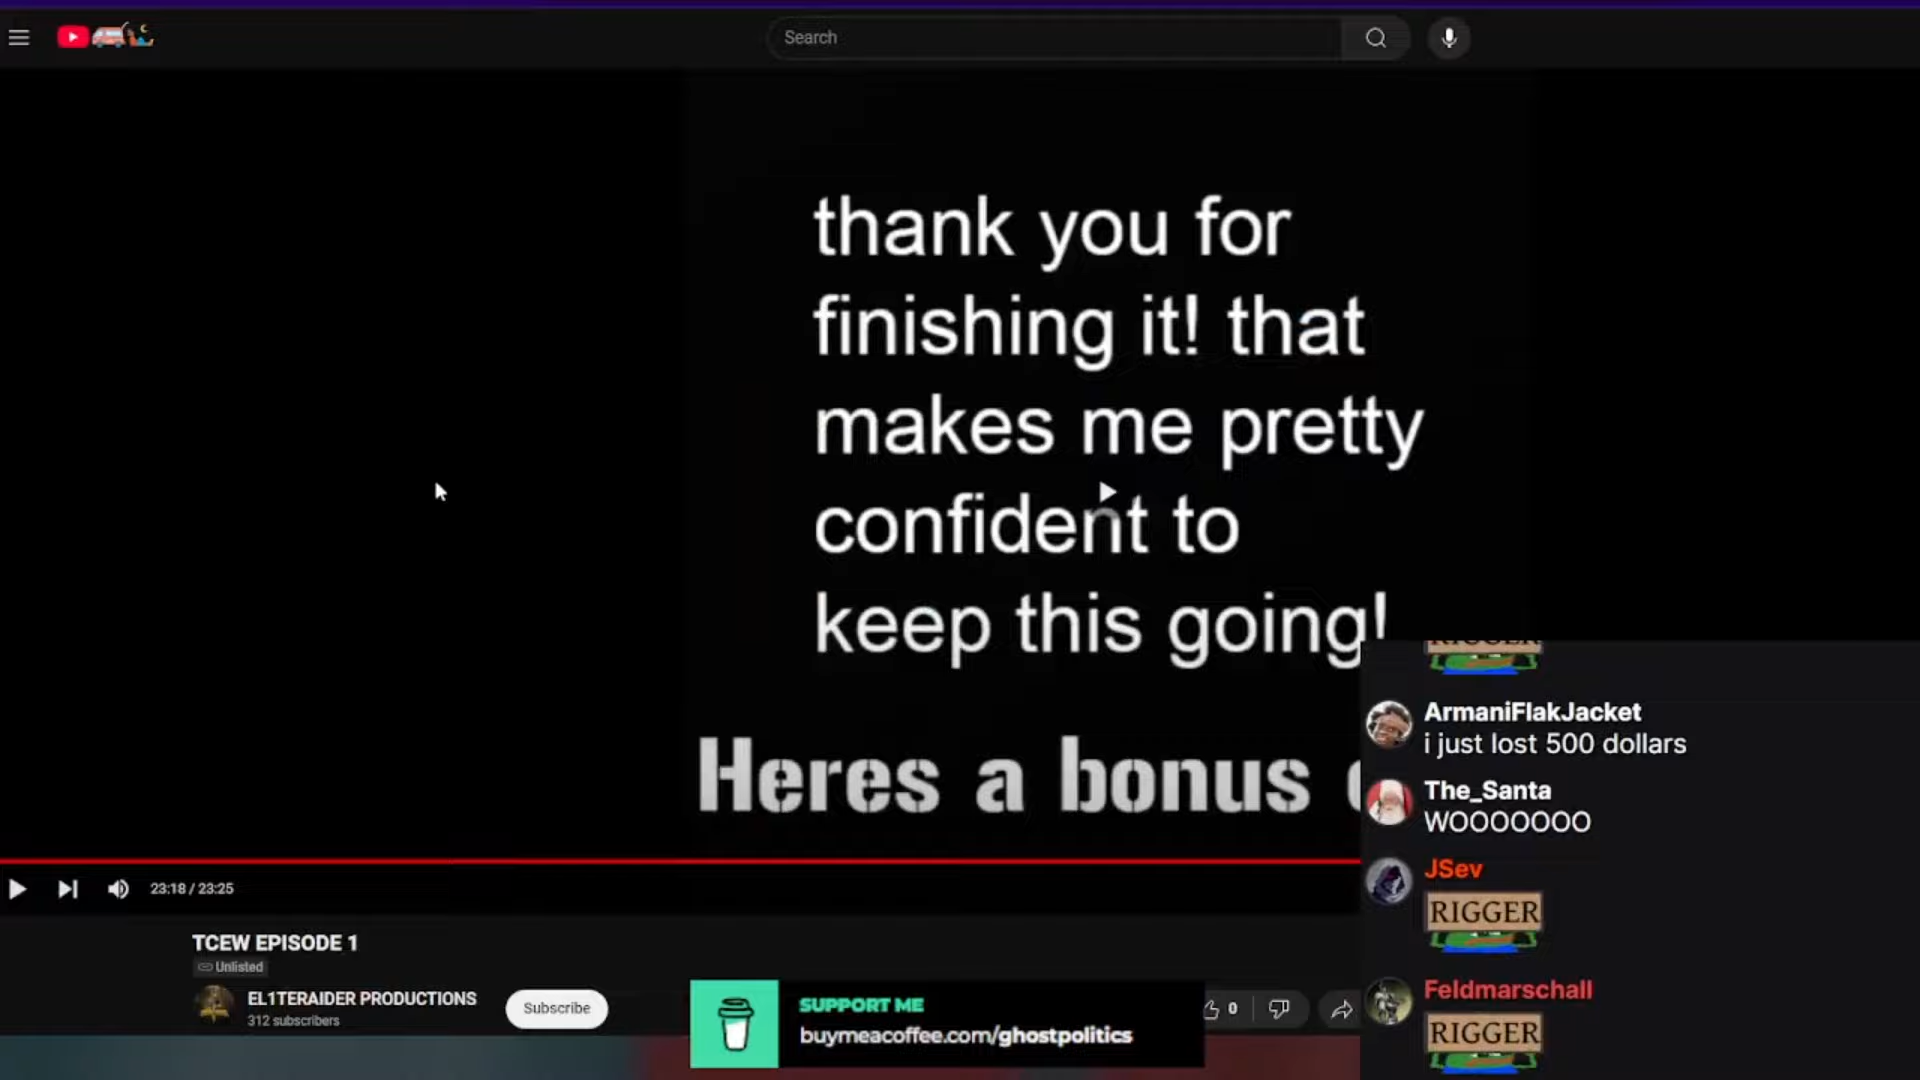 Search
thank you for
finishing it! that
makes me pretty
confident to
keep this going!
Heres a bonus
ArmaniFlakJacket
i just lost 500 dollars
The_Santa
WOOOOOOO
JSev
RIGGER
Feldmarschall
RIGGER
23:18 / 23:25
TCEW EPISODE 1
Unlisted
EL1TERAIDER PRODUCTIONS
312 subscribers
Subscribe
SUPPORT ME
buymeacoffee.com/ghostpolitics
0